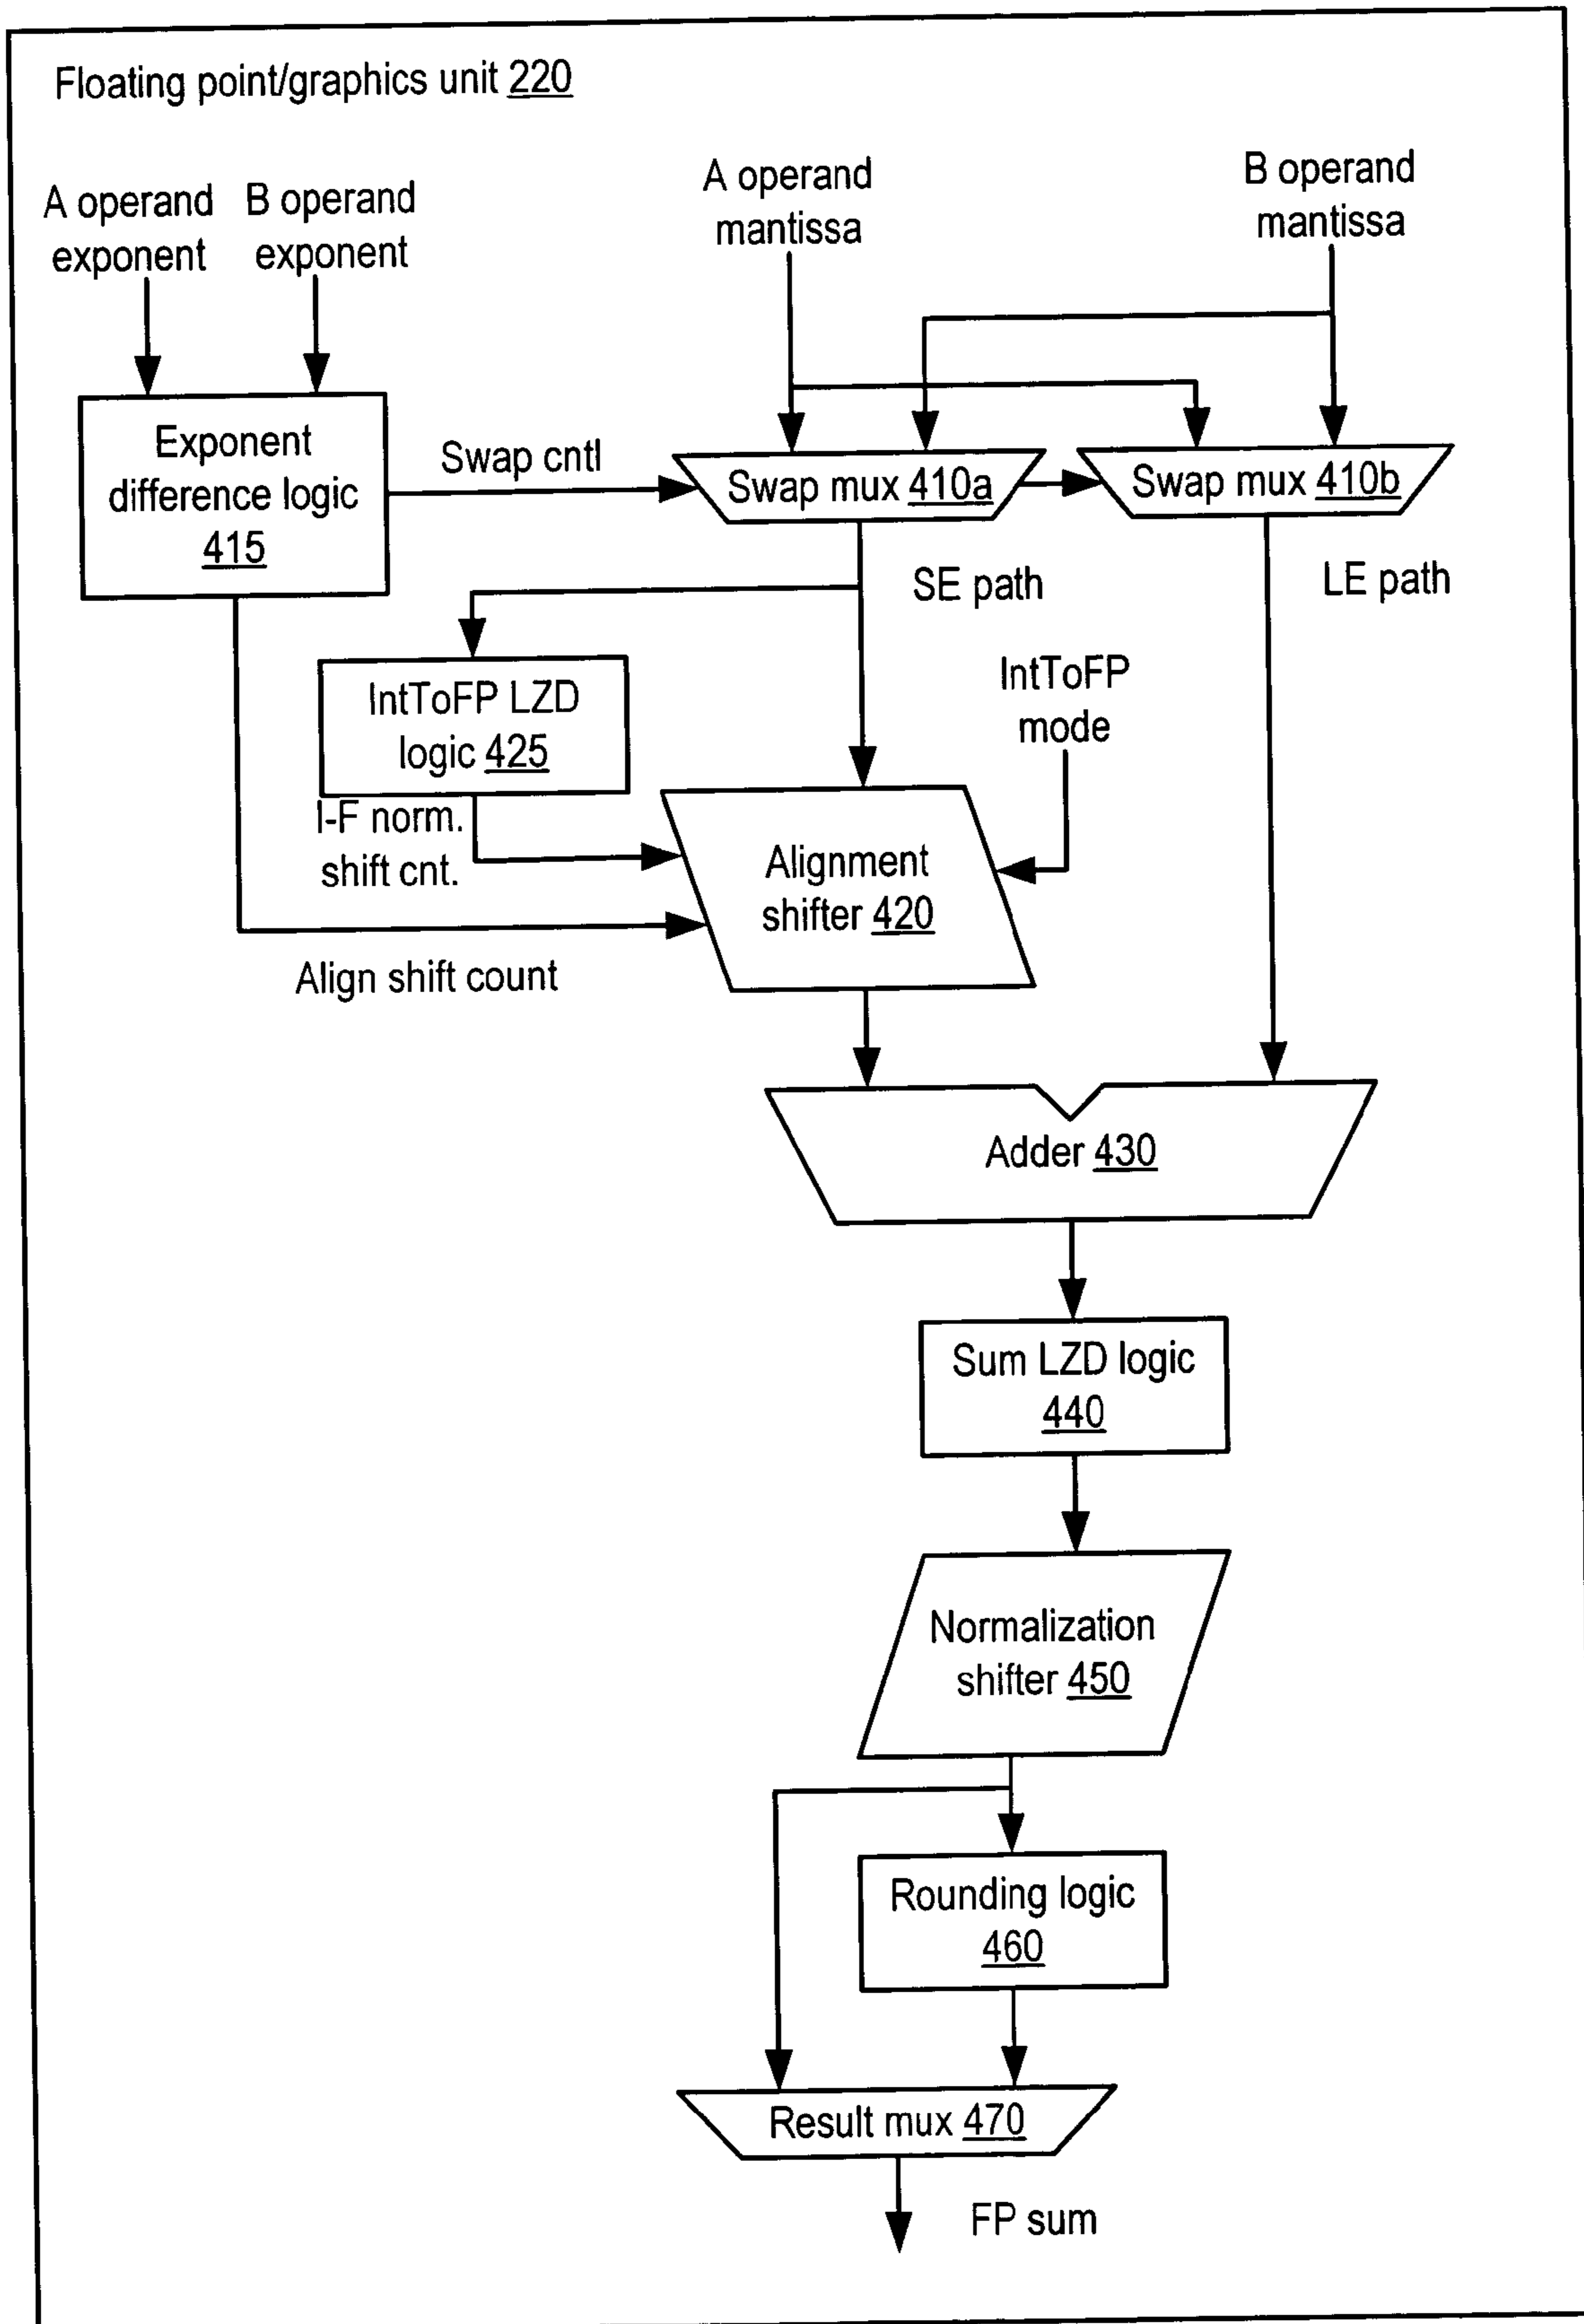 Floating point/graphics unit 220
A operand
exponent
B operand
exponent
A operand
mantissa
B operand
mantissa
Exponent
difference logic
415
Swap cntl
Swap mux 410a
Swap mux 410b
SE path
LE path
IntToFP LZD
logic 425
IntToFP
mode
I-F norm.
shift cnt.
Alignment
shifter 420
Align shift count
Adder 430
Sum LZD logic
440
Normalization
shifter 450
Rounding logic
460
Result mux 470
FP sum